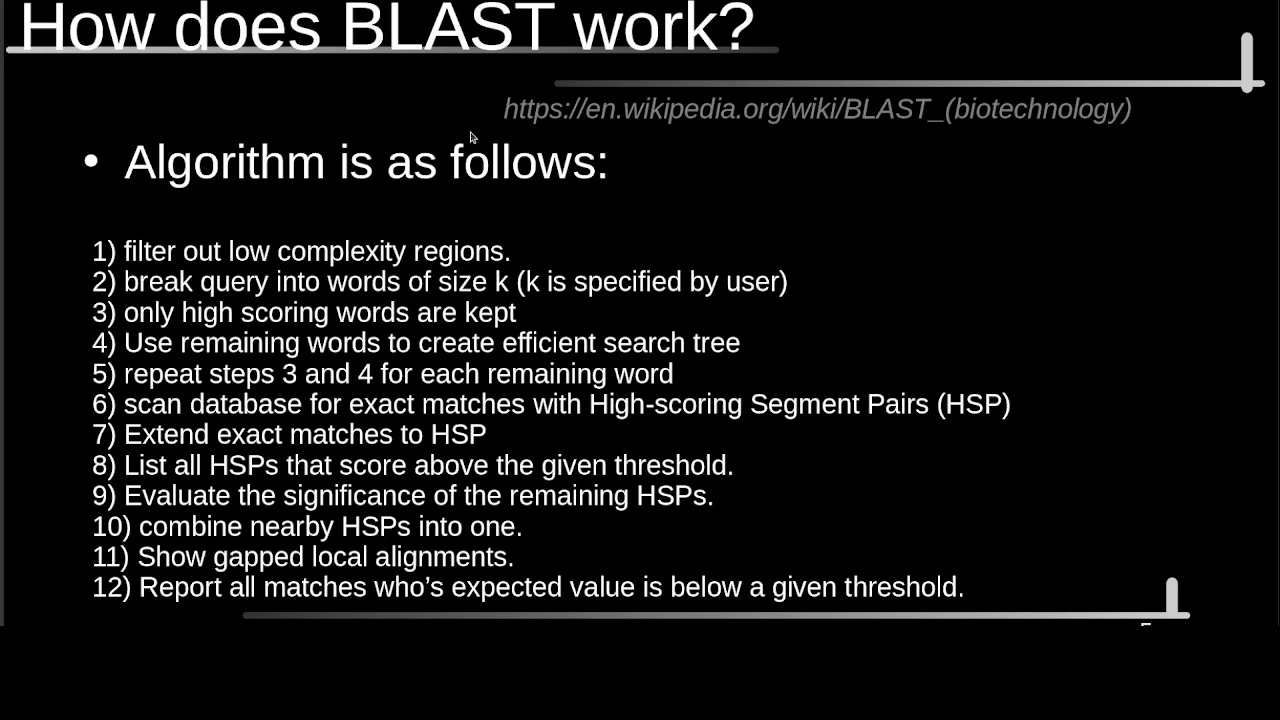 How does BLAST work?
https://en.wikipedia.org/wiki/BLAST_(biotechnology)
• Algorithm is as follows:
1) filter out low complexity regions.
2) break query into words of size k (k is specified by user)
3) only high scoring words are kept
4) Use remaining words to create efficient search tree
5) repeat steps 3 and 4 for each remaining word
6) scan database for exact matches with High-scoring Segment Pairs (HSP)
7) Extend exact matches to HSP
8) List all HSPs that score above the given threshold.
9) Evaluate the significance of the remaining HSPs.
10) combine nearby HSPs into one.
11) Show gapped local alignments.
12) Report all matches who’s expected value is below a given threshold.